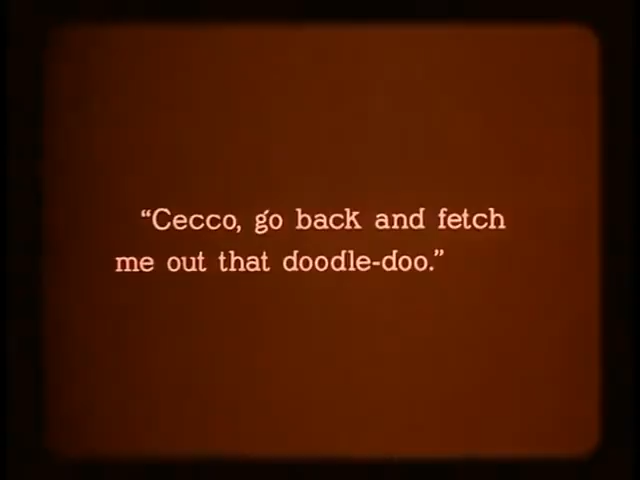 “Cecco, go back and fetch
me out that doodle-doo.”